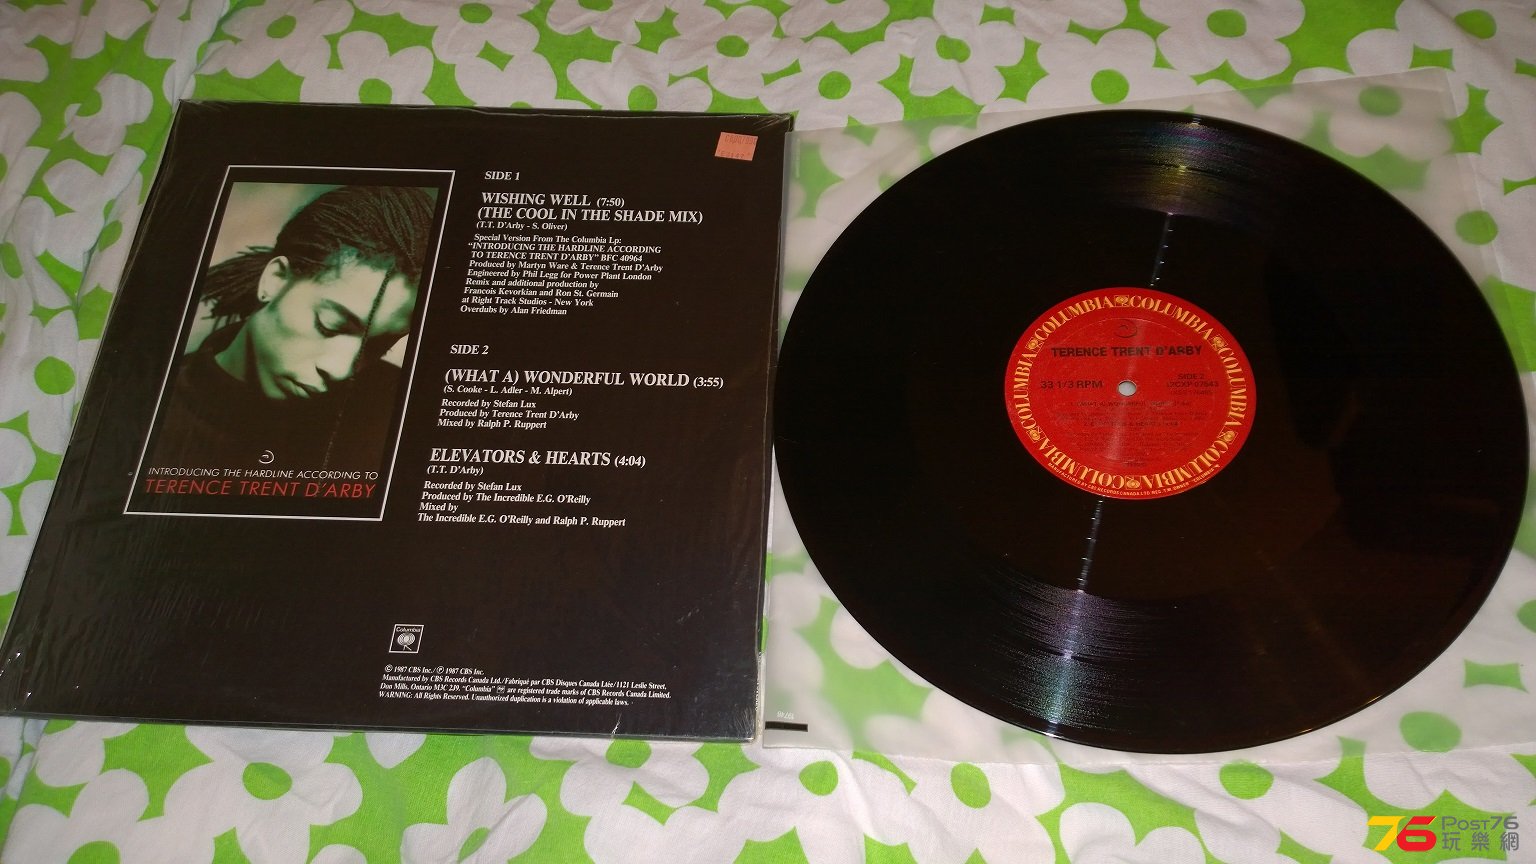 SIDE 1
WISHING WELL (7:50)
(THE COOL IN THE SHADE MIX)
(T.T. D'Arby - S. Oliver)
Special Version From The Columbia Lp:
"INTRODUCING THE HARDLINE ACCORDING
TO TERENCE TRENT D'ARBY" BFC 40964
Produced by Martyn Ware & Terence Trent D'Arby
Engineered by Phil Legg for Power Plant London
Remix and additional production by
Francois Kevorkian and Ron St. Germain
at Right Track Studios - New York
Overdubs by Alan Friedman
SIDE 2
(WHAT A) WONDERFUL WORLD (3:55)
(S. Cooke - L. Adler - M. Alpert)
Recorded by Stefan Lux
Produced by Terence Trent D'Arby
Mixed by Ralph P. Ruppert
ELEVATORS & HEARTS (4:04)
(T.T. D'Arby)
Recorded by Stefan Lux
Produced by The Incredible E.G. O'Reilly
Mixed by
The Incredible E.G. O'Reilly and Ralph P. Ruppert
INTRODUCING THE HARDLINE ACCORDING TO
TERENCE TRENT D'ARBY
Columbia
© 1987 CBS Inc./℗ 1987 CBS Inc.
Manufactured by CBS Records Canada Ltd./Fabriqué par CBS Disques Canada Ltée/1121 Leslie Street,
Don Mills, Ontario M3C 2J9. "Columbia" are registered trade marks of CBS Records Canada Limited.
WARNING: All Rights Reserved. Unauthorized duplication is a violation of applicable laws.
COLUMBIA COLUMBIA COLUMBIA COLUMBIA COLUMBIA COLUMBIA COLUMBIA
TERENCE TRENT D'ARBY
SIDE 2
33 1/3 RPM
12CXP-07543
76 POST76
玩樂網